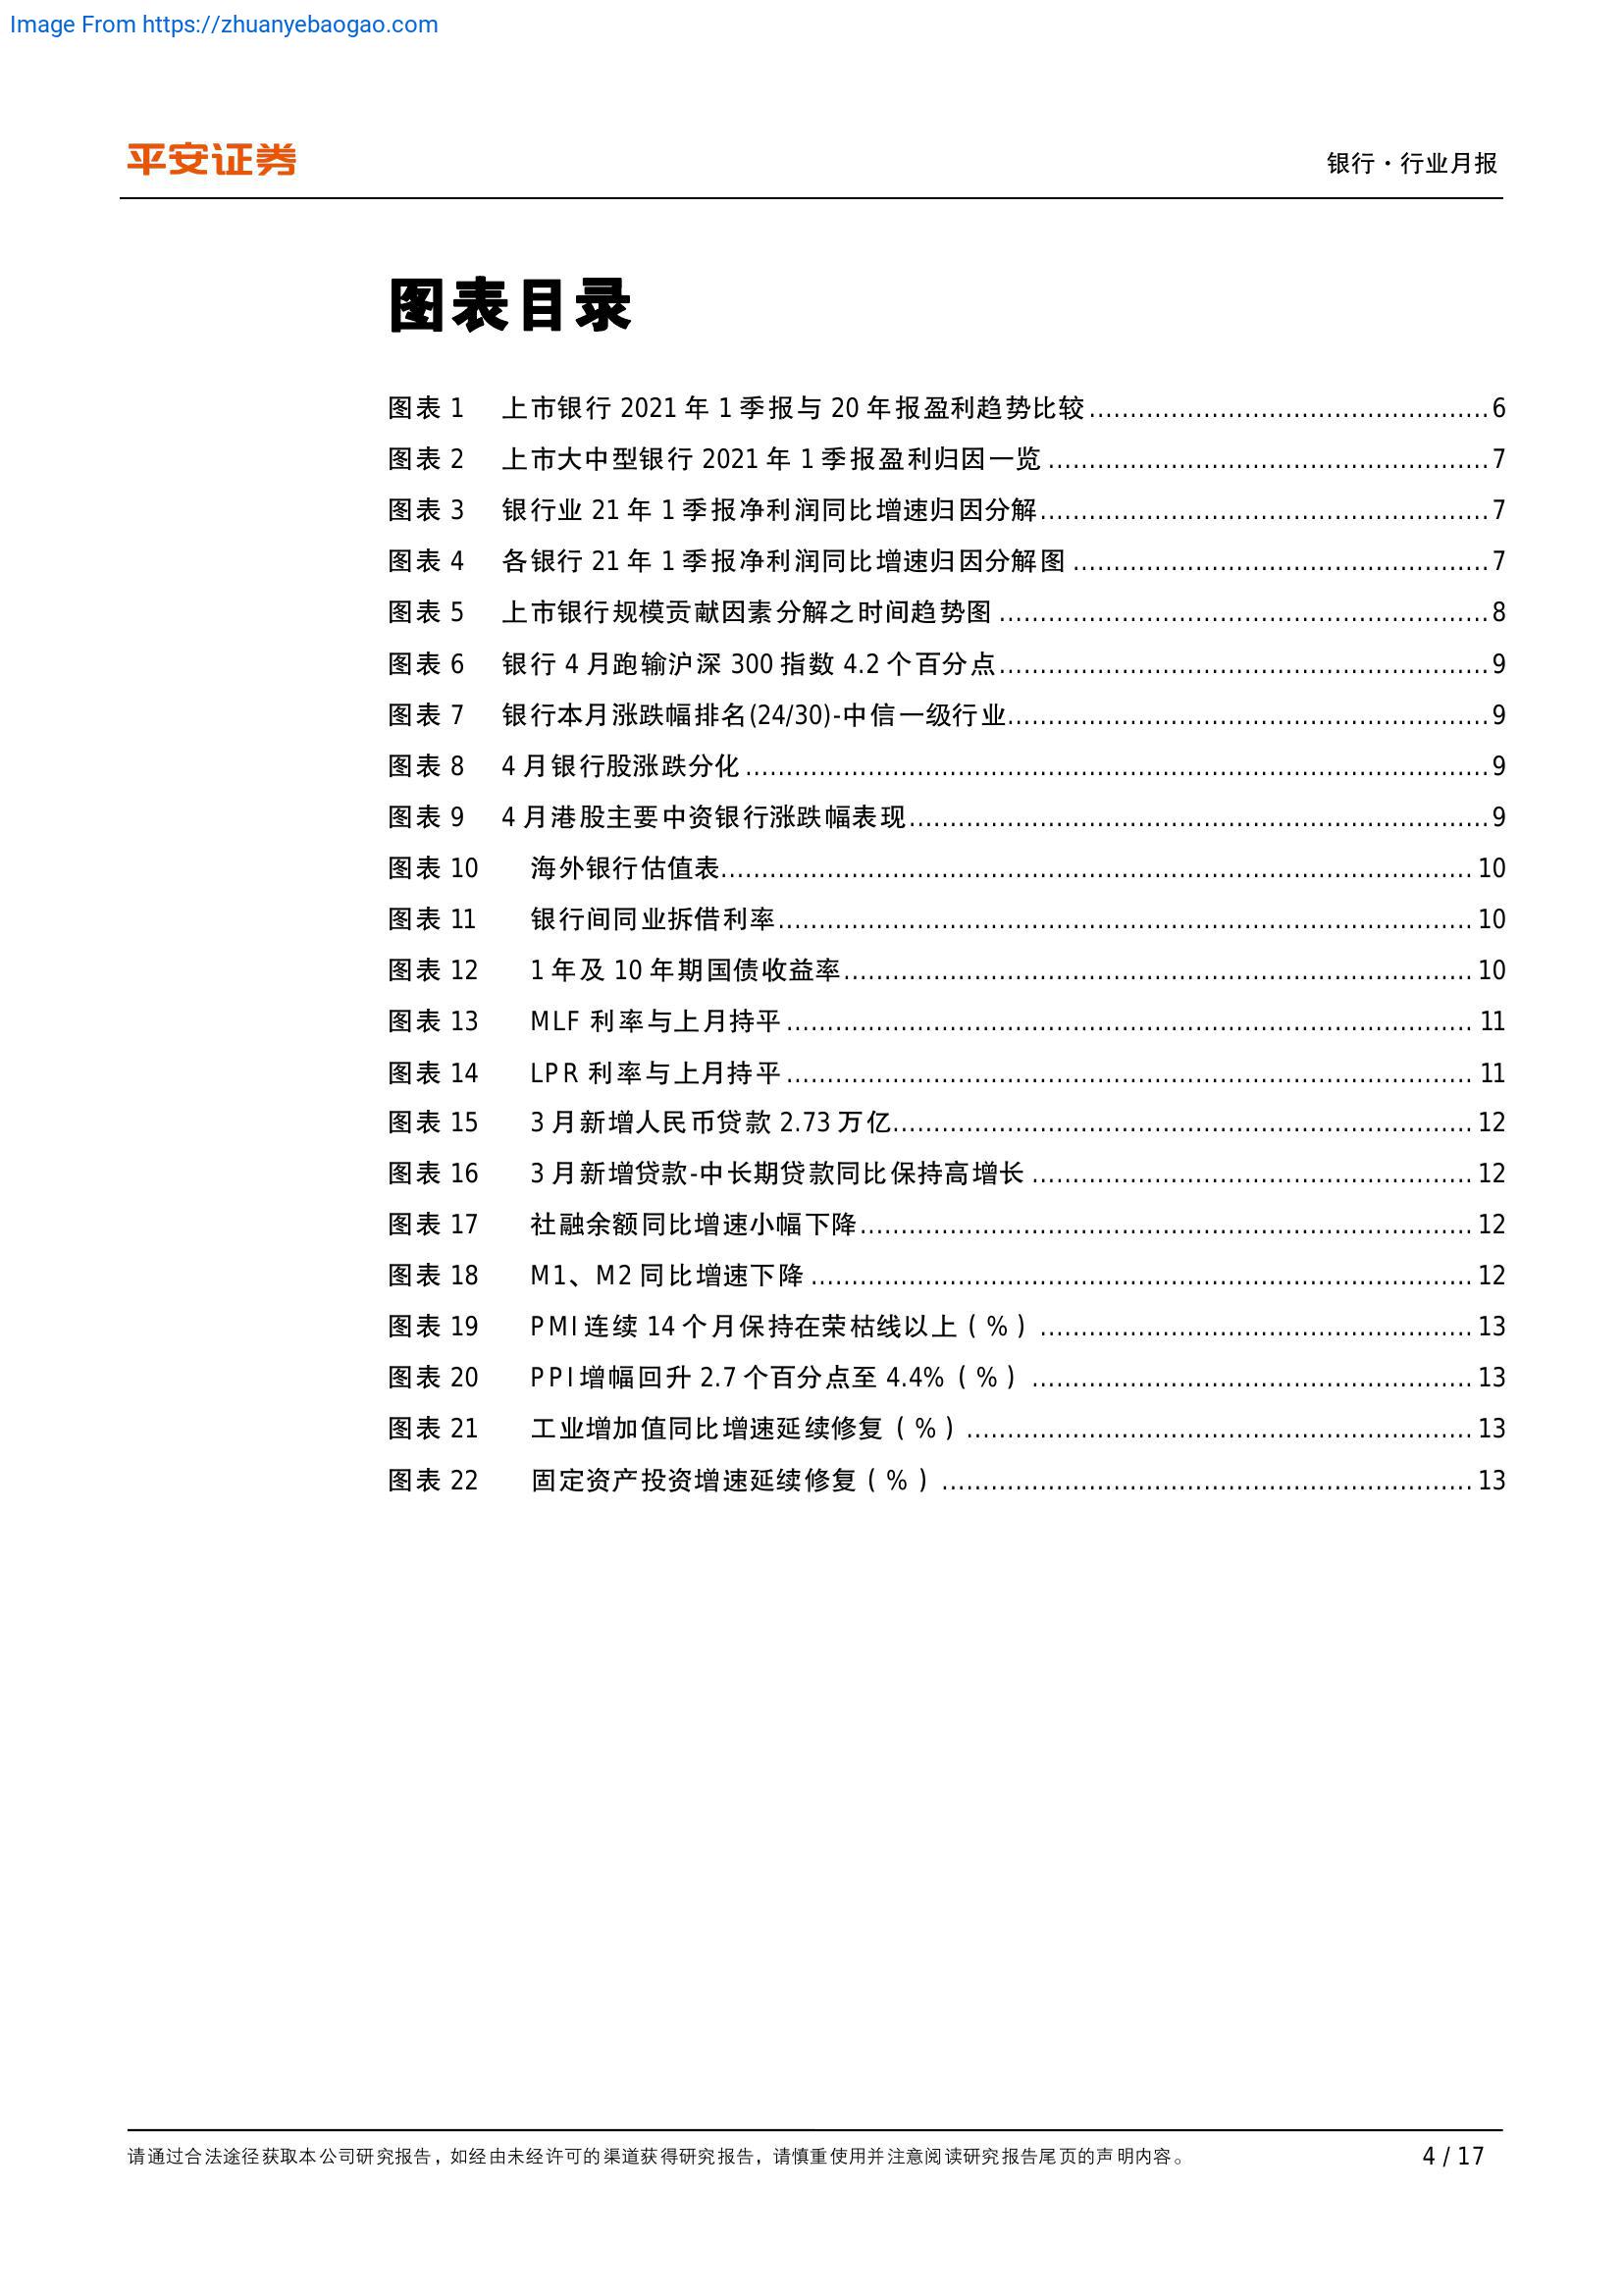 Image From https://zhuanyebaogao.com
平安证券
银行·行业月报
图表目录
图表 1 上市银行 2021 年 1 季报与 20 年报盈利趋势比较................................................6
图表 2 上市大中型银行 2021 年 1 季报盈利归因一览 ................................................7
图表 3 银行业 21 年 1 季报净利润同比增速归因分解................................................7
图表 4 各银行 21 年 1 季报净利润同比增速归因分解图 ................................................7
图表 5 上市银行规模贡献因素分解之时间趋势图 ................................................8
图表 6 银行 4 月跑输沪深 300 指数 4.2 个百分点................................................9
图表 7 银行本月涨跌幅排名(24/30)-中信一级行业................................................9
图表 8 4 月银行股涨跌分化 ................................................9
图表 9 4 月港股主要中资银行涨跌幅表现................................................9
图表 10 海外银行估值表................................................ 10
图表 11 银行间同业拆借利率................................................ 10
图表 12 1 年及 10 年期国债收益率................................................ 10
图表 13 MLF 利率与上月持平 ................................................ 11
图表 14 LPR 利率与上月持平 ................................................ 11
图表 15 3 月新增人民币贷款 2.73 万亿................................................ 12
图表 16 3 月新增贷款-中长期贷款同比保持高增长 ................................................ 12
图表 17 社融余额同比增速小幅下降................................................ 12
图表 18 M1、M2 同比增速下降 ................................................ 12
图表 19 PMI 连续 14 个月保持在荣枯线以上（%） ................................................ 13
图表 20 PPI 增幅回升 2.7 个百分点至 4.4%（%） ................................................ 13
图表 21 工业增加值同比增速延续修复（%） ................................................ 13
图表 22 固定资产投资增速延续修复（%） ................................................ 13
请通过合法途径获取本公司研究报告，如经由未经许可的渠道获得研究报告，请慎重使用并注意阅读研究报告尾页的声明内容。
4 / 17